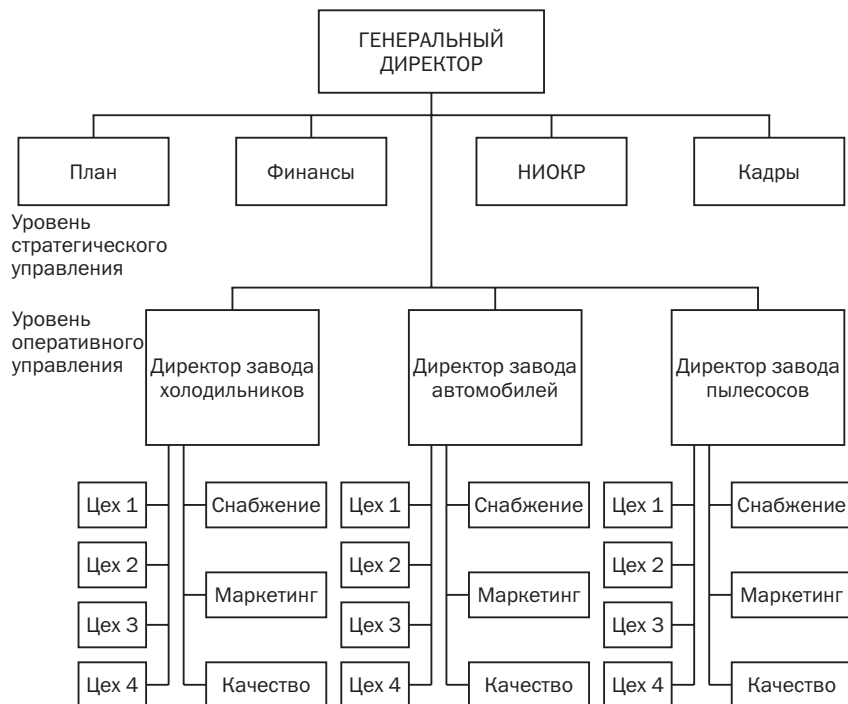 ГЕНЕРАЛЬНЫЙ
ДИРЕКТОР
План
Финансы
НИОКР
Кадры
Уровень
стратегического
управления
Уровень
оперативного
управления
Директор завода
холодильников
Директор завода
автомобилей
Директор завода
пылесосов
Цех 1
Снабжение
Цех 1
Снабжение
Цех 1
Снабжение
Цех 2
Маркетинг
Цех 2
Маркетинг
Цех 2
Маркетинг
Цех 3
Цех 3
Цех 3
Цех 4
Качество
Цех 4
Качество
Цех 4
Качество